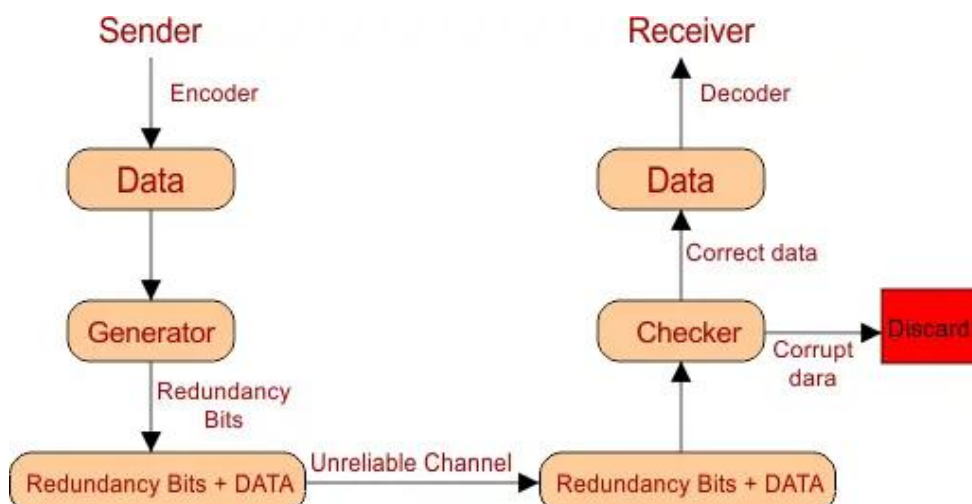 Sender
Receiver
Encoder
Decoder
Data
Data
Correct data
Generator
Checker
Discard
Corrupt
dara
Redundancy
Bits
Redundancy Bits + DATA
Unreliable Channel
Redundancy Bits + DATA